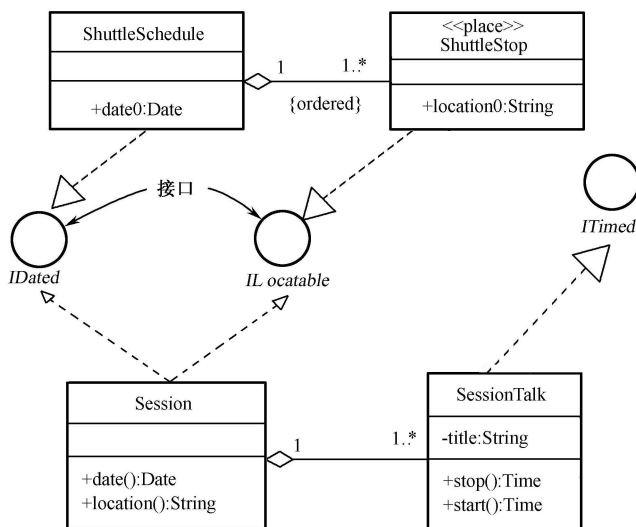 ShuttleSchedule
+date0:Date
1
1..*
{ordered}
<<place>>
ShuttleStop
+location0:String
接口
IDated
IL ocatable
ITimed
Session
+date():Date
+location():String
1
1..*
SessionTalk
-title:String
+stop():Time
+start():Time